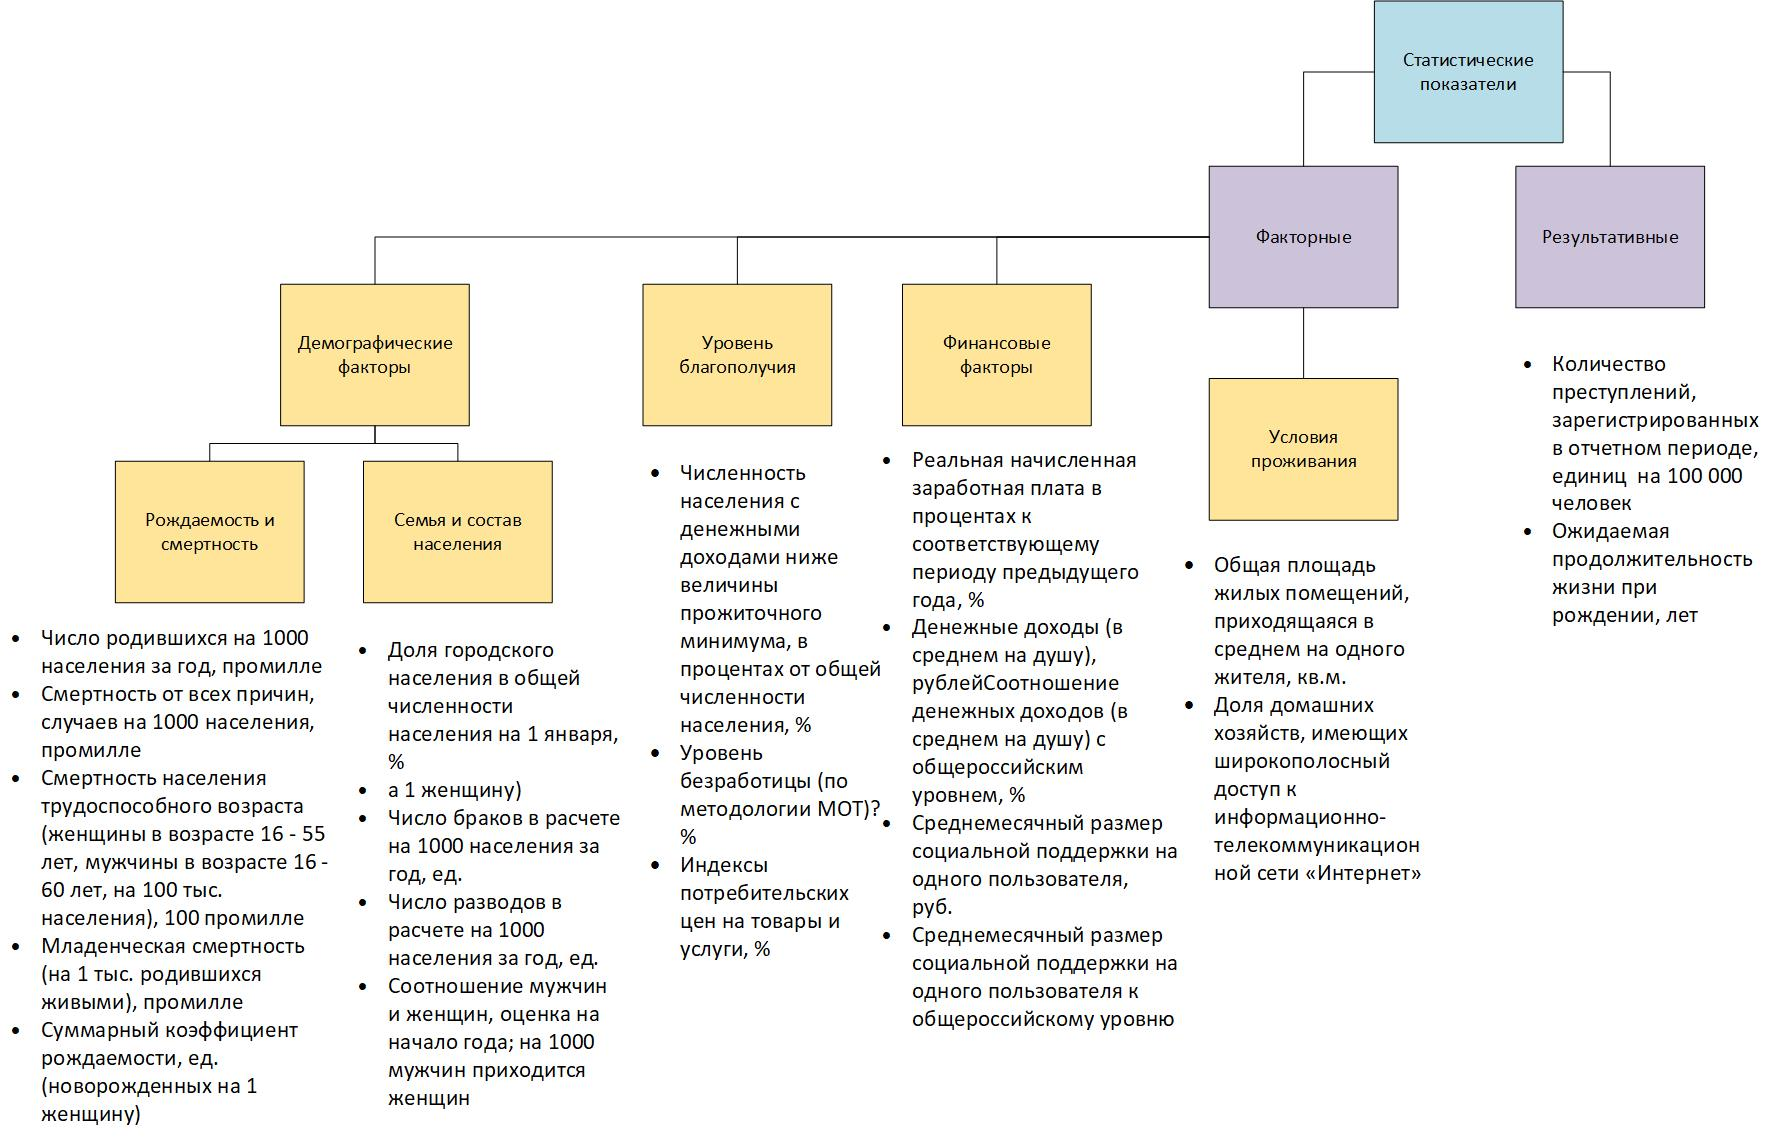 Статистические
показатели
Факторные
Результативные
Демографические
факторы
Уровень
благополучия
Финансовые
факторы
Условия
проживания
Рождаемость и
смертность
Семья и состав
населения
• Число родившихся на 1000
населения за год, промилле
• Смертность от всех причин,
случаев на 1000 населения,
промилле
• Смертность населения
трудоспособного возраста
(женщины в возрасте 16 - 55
лет, мужчины в возрасте 16 -
60 лет, на 100 тыс.
населения), 100 промилле
• Младенческая смертность
(на 1 тыс. родившихся
живыми), промилле
• Суммарный коэффициент
рождаемости, ед.
(новорожденных на 1
женщину)
• Доля городского
населения в общей
численности
населения на 1 января,
%
• а 1 женщину)
• Число браков в расчете
на 1000 населения за
год, ед.
• Число разводов в
расчете на 1000
населения за год, ед.
• Соотношение мужчин
и женщин, оценка на
начало года; на 1000
мужчин приходится
женщин
• Численность
населения с
денежными
доходами ниже
величины
прожиточного
минимума, в
процентах от общей
численности
населения, %
• Уровень
безработицы (по
методологии МОТ)?
%
• Индексы
потребительских
цен на товары и
услуги, %
• Реальная начисленная
заработная плата в
процентах к
соответствующему
периоду предыдущего
года, %
• Денежные доходы (в
среднем на душу),
рублейСоотношение
денежных доходов (в
среднем на душу) с
общероссийским
уровнем, %
• Среднемесячный размер
социальной поддержки на
одного пользователя,
руб.
• Среднемесячный размер
социальной поддержки на
одного пользователя к
общероссийскому уровню
• Общая площадь
жилых помещений,
приходящаяся в
среднем на одного
жителя, кв.м.
• Доля домашних
хозяйств, имеющих
широкополосный
доступ к
информационно-
телекоммуникацион
ной сети «Интернет»
• Количество
преступлений,
зарегистрированных
в отчетном периоде,
единиц на 100 000
человек
• Ожидаемая
продолжительность
жизни при
рождении, лет